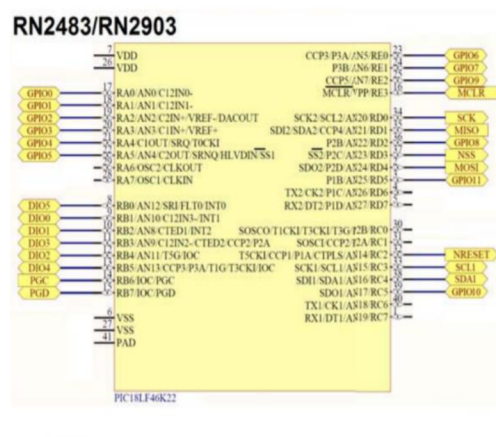 RN2483/RN2903
7 VDD
26 VDD
GPIO0 17 RA0/AN0/C12IN0-
GPIO1 RA1/AN1/C12IN1-
GPIO2 RA2/AN2/C2IN+/VREF-/DACOUT
GPIO3 RA3/AN3/C1IN+/VREF+
GPIO4 RA4/C1OUT/SRQ/T0CKI
GPIO5 RA5/AN4/C2OUT/SRNQ/HLVDIN/SS1
RA6/OSC2/CLKOUT
RA7/OSC1/CLKIN
DIO5 8 RB0/AN12/SRI/FLT0/INT0
DIO0 RB1/AN10/C12IN3-/INT1
DIO1 RB2/AN8/CTED1/INT2
DIO3 RB3/AN9/C12IN2-/CTED2/CCP2/P2A
DIO2 RB4/AN11/T5G/IOC
DIO4 RB5/AN13/CCP3/P3A/T1G/T3CKI/IOC
PGC RB6/IOC/PGC
PGD RB7/IOC/PGD
6 VSS
27 VSS
41 PAD
CCP3/P3A/AN5/RE0 23 GPIO6
P3B/AN6/RE1 GPIO7
CCP5/AN7/RE2 GPIO9
MCLR/VPP/RE3 16 MCLR
SCK2/SCL2/AN20/RD0 34 SCK
SDI2/SDA2/CCP4/AN21/RD1 MISO
P2B/AN22/RD2 GPIO8
SS2/P2C/AN23/RD3 NSS
SDO2/P2D/AN24/RD4 MOSI
P1B/AN25/RD5 GPIO11
TX2/CK2/P1C/AN26/RD6
RX2/DT2/P1D/AN27/RD7
SOSCO/T1CKI/T3CKI/T3G/P2B/RC0 30
SOSCI/CCP2/P2A/RC1
T5CKI/CCP1/P1A/CTPLS/AN14/RC2 NRESET
SCK1/SCL1/AN15/RC3 SCL1
SDI1/SDA1/AN16/RC4 SDA1
SDO1/AN17/RC5 GPIO10
TX1/CK1/AN18/RC6
RX1/DT1/AN19/RC7 1
PIC18LF46K22